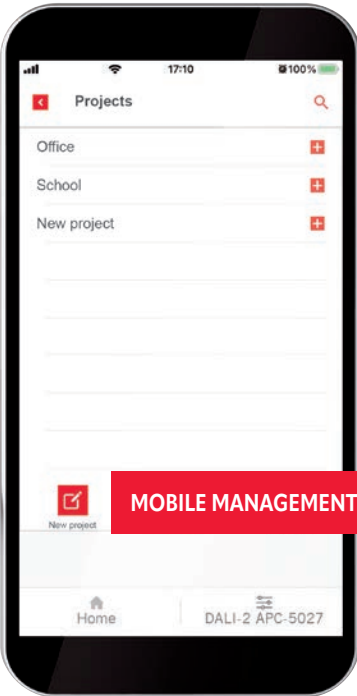 17:10
100%
Projects
Office
School
New project
New project
MOBILE MANAGEMENT
Home
DALI-2 APC-5027